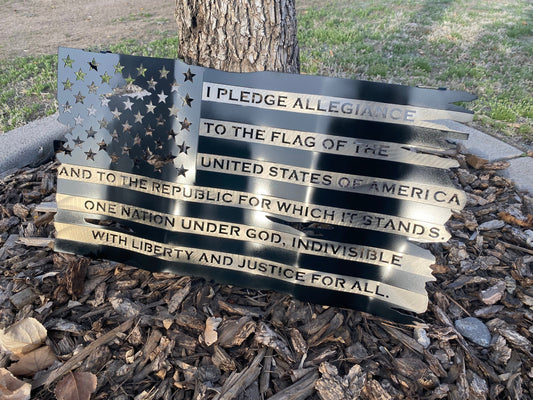 I PLEDGE ALLEGIANCE
TO THE FLAG OF THE
UNITED STATES OF AMERICA
AND TO THE REPUBLIC FOR WHICH IT STANDS
ONE NATION UNDER GOD, INDIVISIBLE
WITH LIBERTY AND JUSTICE FOR ALL.